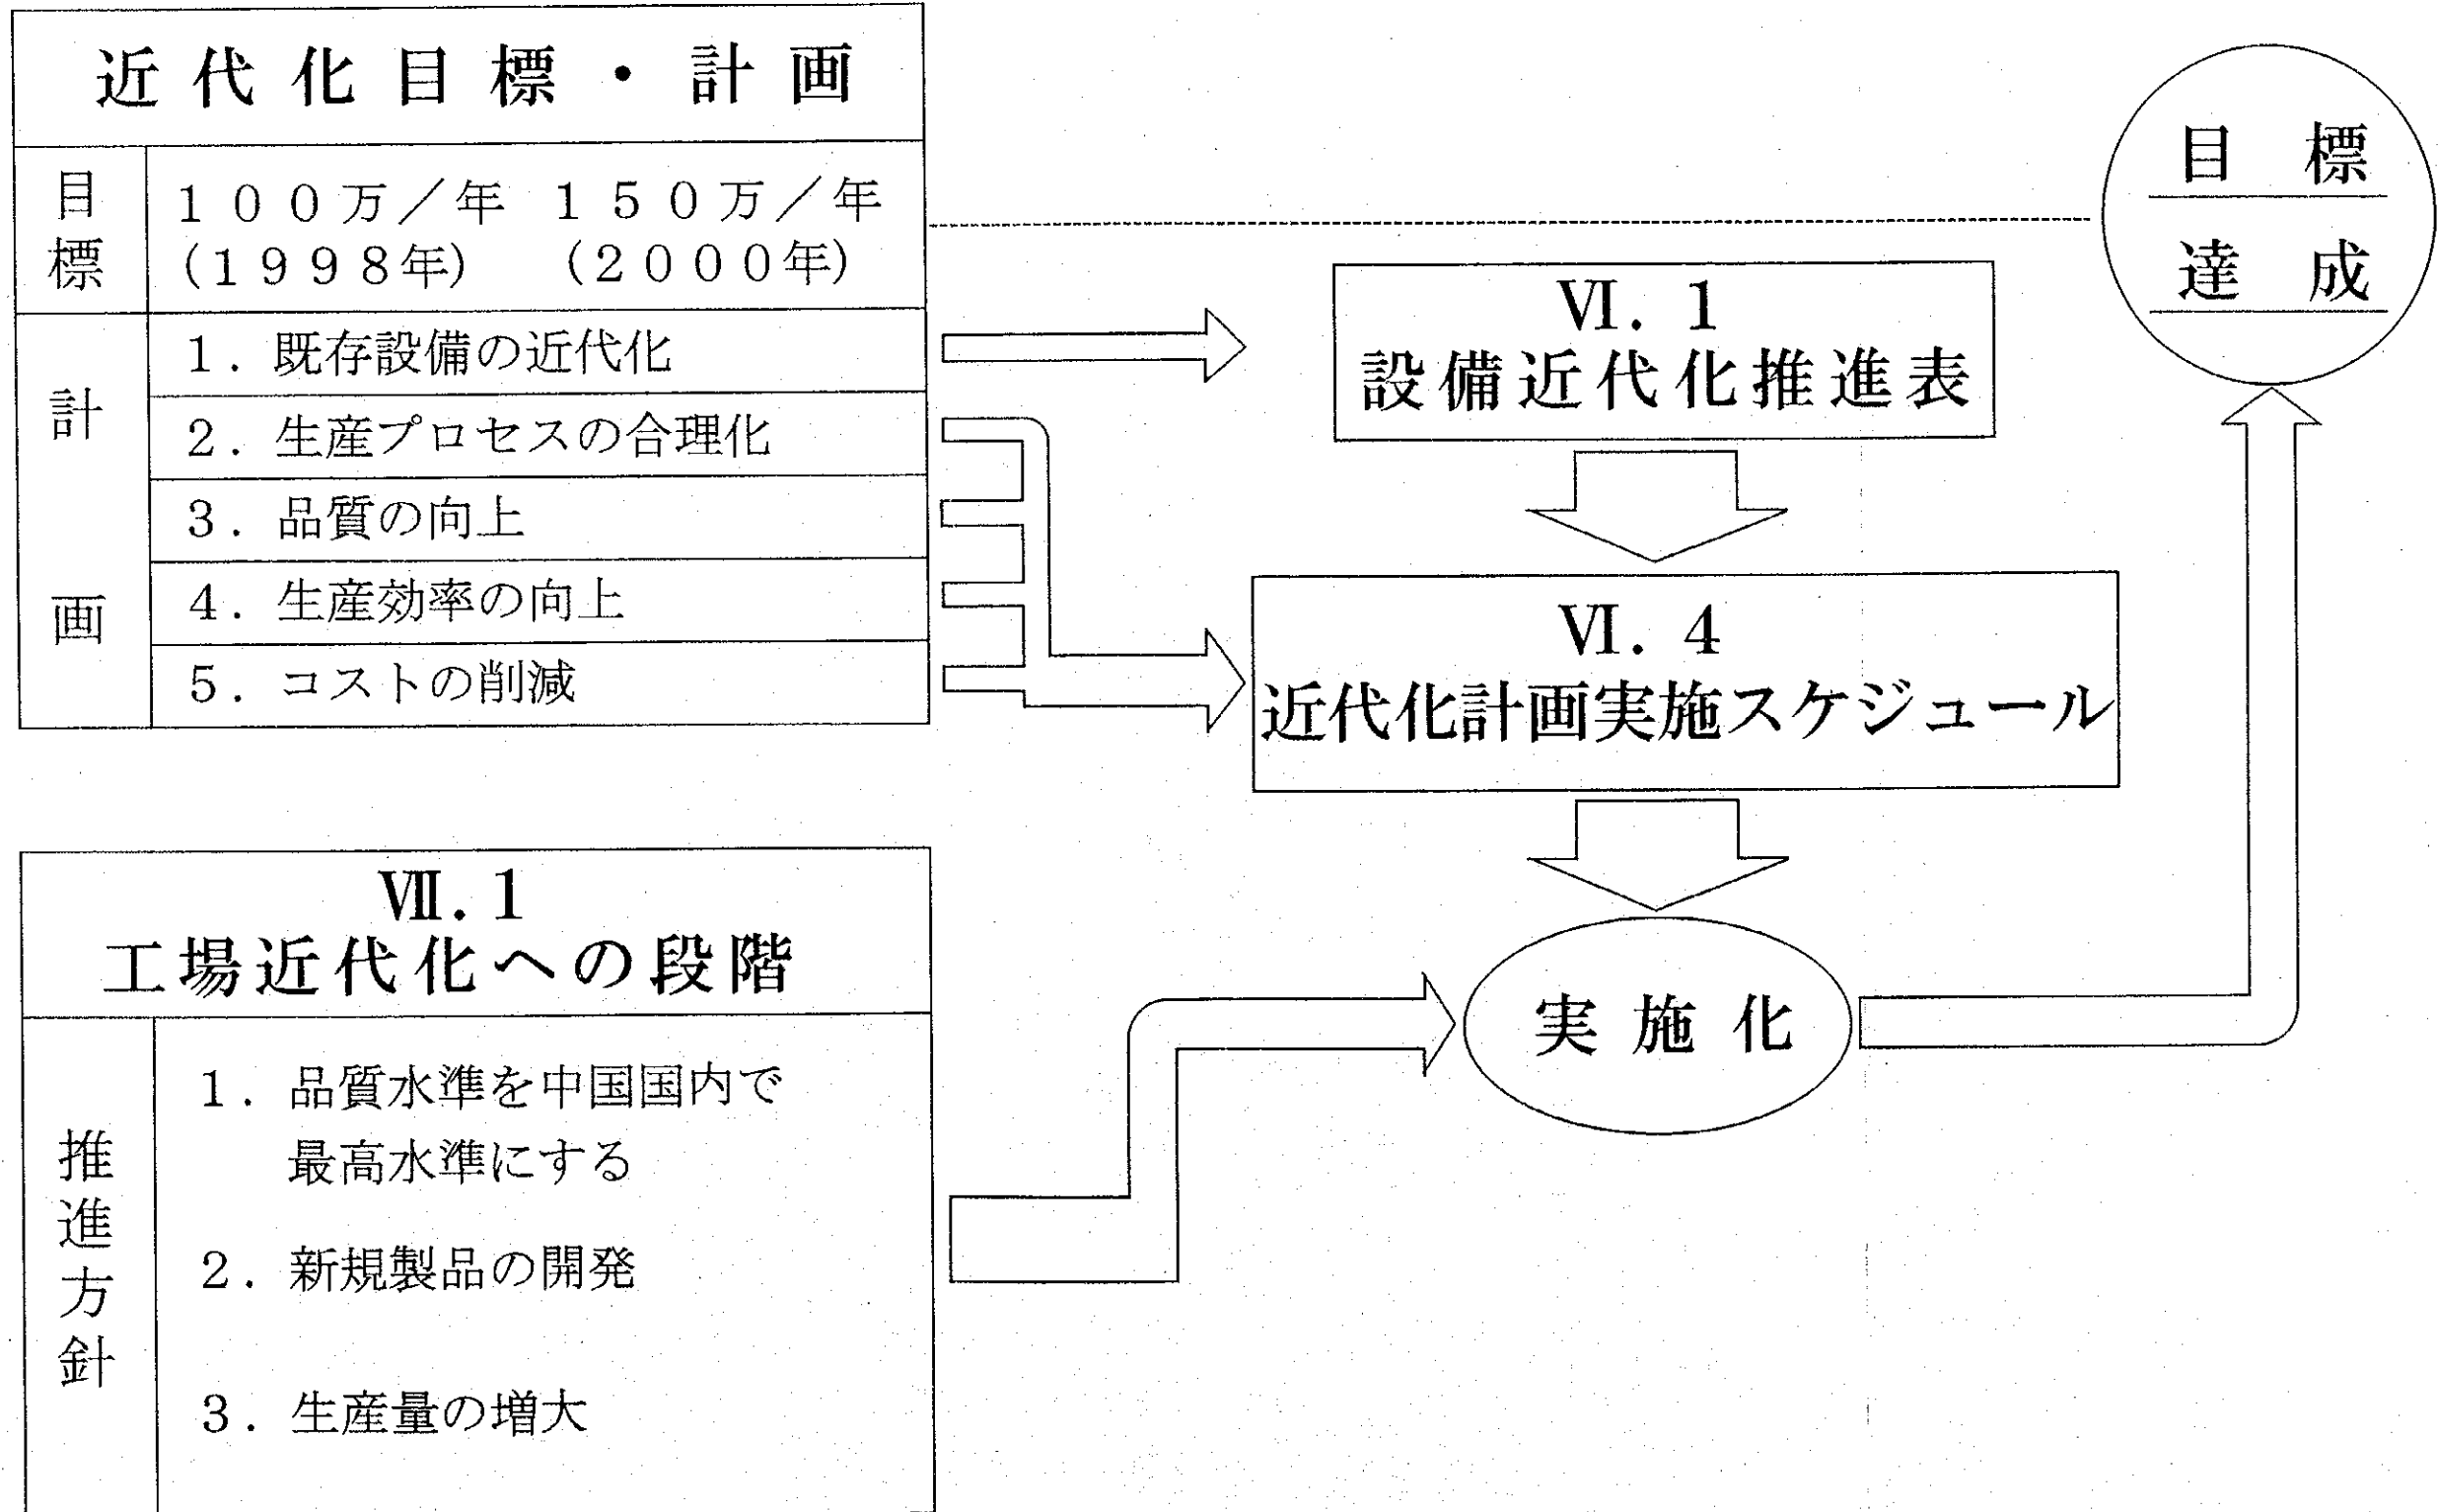 近代化目標・計画
目標
１００万／年 １５０万／年
(１９９８年) (２０００年)
計画
１．既存設備の近代化
２．生産プロセスの合理化
３．品質の向上
４．生産効率の向上
５．コストの削減
Ⅵ．１
設備近代化推進表
Ⅵ．４
近代化計画実施スケジュール
目標
達成
Ⅶ．１
工場近代化への段階
推進方針
１．品質水準を中国国内で
最高水準にする
２．新規製品の開発
３．生産量の増大
実施化